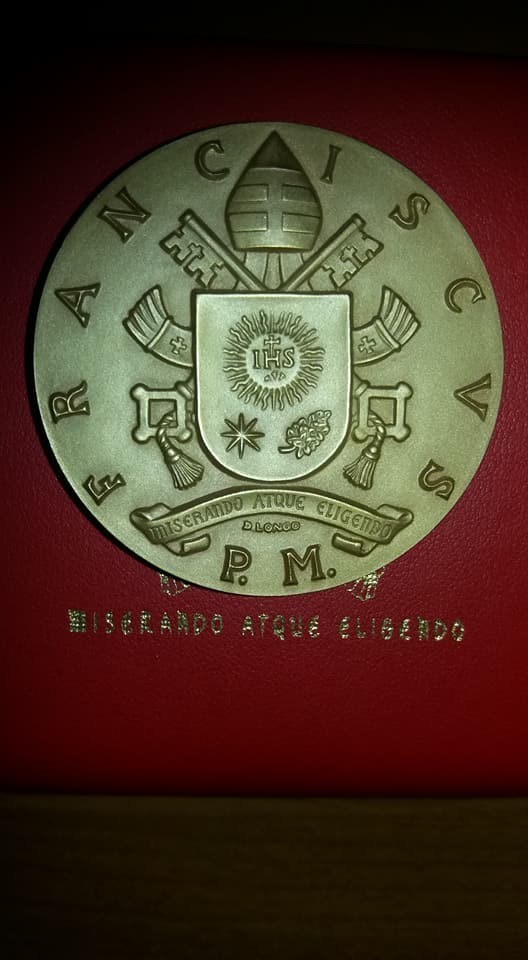 FRANCISCVS
IHS
MISERANDO ATQUE ELIGENDO
D. LONGO
P. M.
MISERANDO ATQUE ELIGENDO